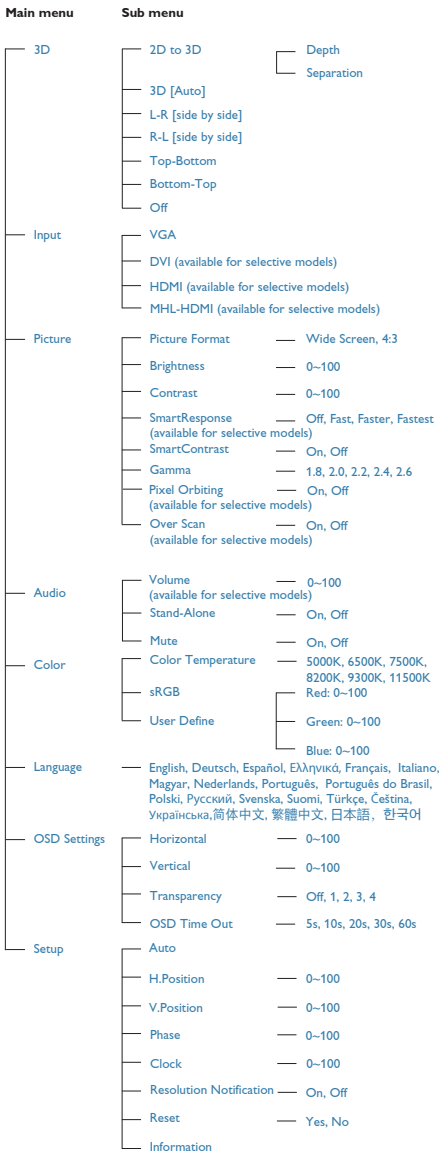 Main menu Sub menu
3D 2D to 3D Depth
Separation
3D [Auto]
L-R [side by side]
R-L [side by side]
Top-Bottom
Bottom-Top
Off
Input VGA
DVI (available for selective models)
HDMI (available for selective models)
MHL-HDMI (available for selective models)
Picture Picture Format Wide Screen, 4:3
Brightness 0~100
Contrast 0~100
SmartResponse Off, Fast, Faster, Fastest
(available for selective models)
SmartContrast On, Off
Gamma 1.8, 2.0, 2.2, 2.4, 2.6
Pixel Orbiting On, Off
(available for selective models)
Over Scan On, Off
(available for selective models)
Audio Volume 0~100
(available for selective models)
Stand-Alone On, Off
Mute On, Off
Color Color Temperature 5000K, 6500K, 7500K,
8200K, 9300K, 11500K
sRGB Red: 0~100
User Define Green: 0~100
Blue: 0~100
Language English, Deutsch, Español, Ελληνικά, Français, Italiano,
Magyar, Nederlands, Português, Português do Brasil,
Polski, Русский, Svenska, Suomi, Türkçe, Čeština,
Українська,简体中文, 繁體中文, 日本語, 한국어
OSD Settings Horizontal 0~100
Vertical 0~100
Transparency Off, 1, 2, 3, 4
OSD Time Out 5s, 10s, 20s, 30s, 60s
Setup Auto
H.Position 0~100
V.Position 0~100
Phase 0~100
Clock 0~100
Resolution Notification On, Off
Reset Yes, No
Information